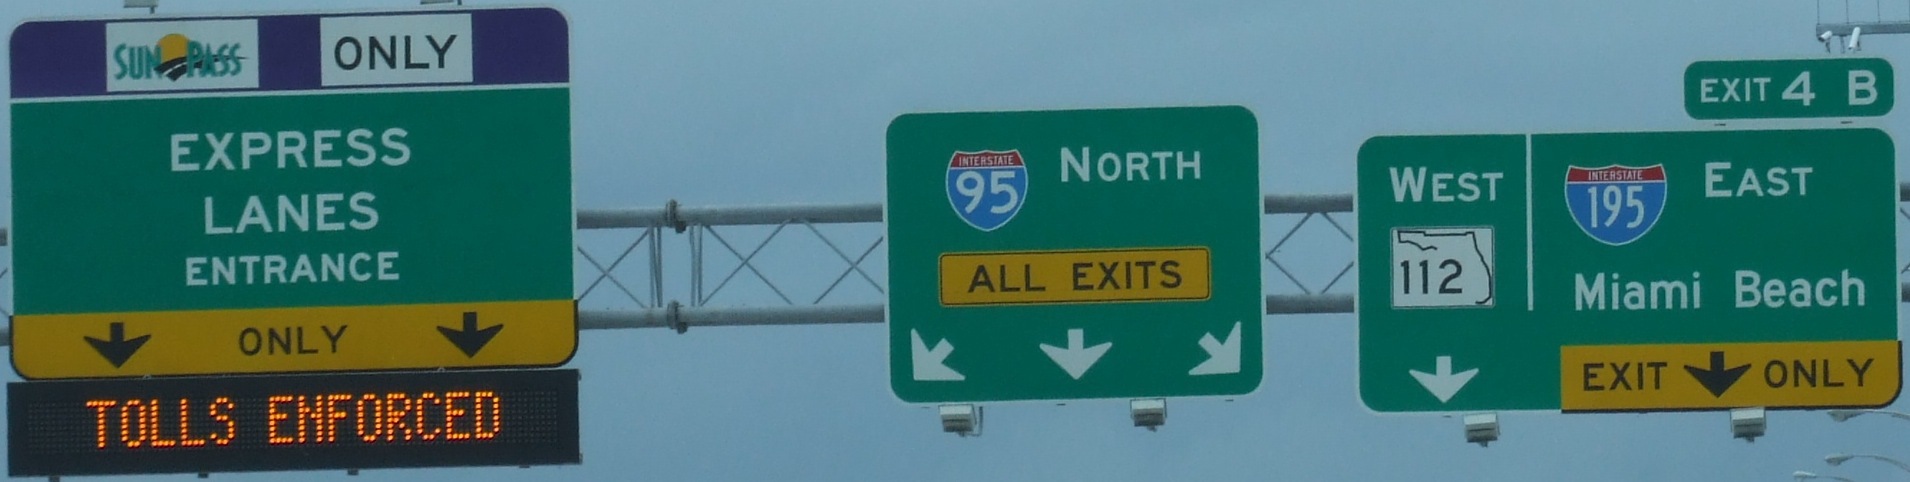 SUNPASS ONLY
EXPRESS
LANES
ENTRANCE
ONLY
TOLLS ENFORCED
INTERSTATE
95 NORTH
ALL EXITS
EXIT 4 B
WEST
112
INTERSTATE
195 EAST
Miami Beach
EXIT ONLY